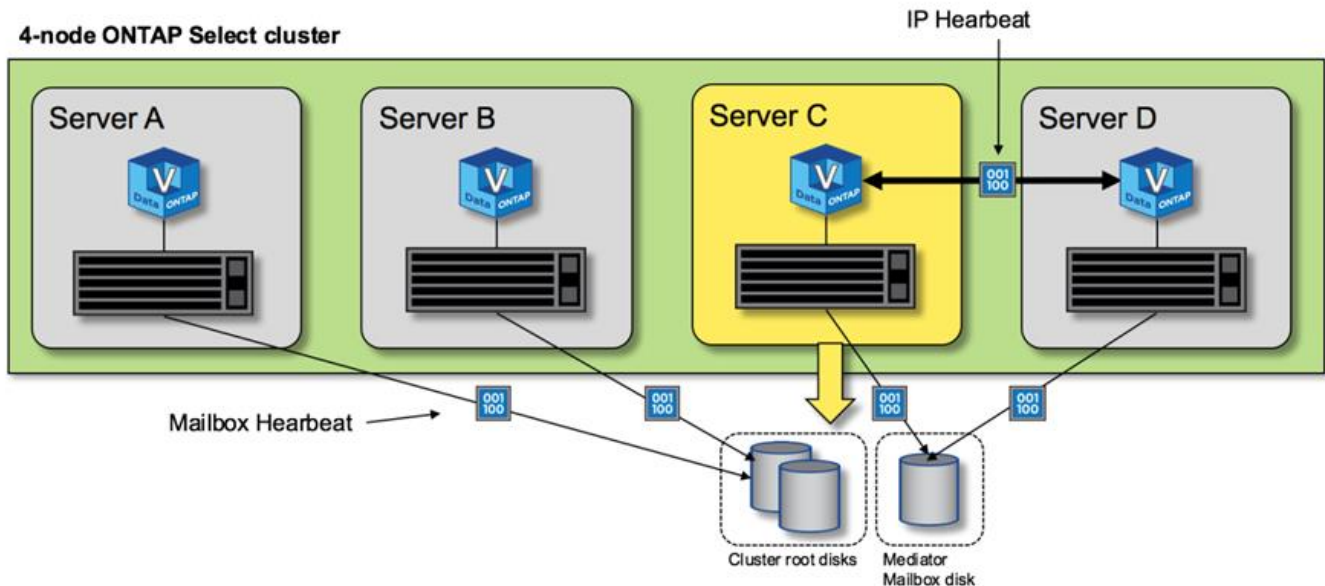 IP Hearbeat
4-node ONTAP Select cluster
Server A
Server B
Server C
Server D
V
Data ONTAP
V
Data ONTAP
V
Data ONTAP
V
Data ONTAP
001
100
001
100
001
100
001
100
001
100
Mailbox Hearbeat
Cluster root disks
Mediator
Mailbox disk